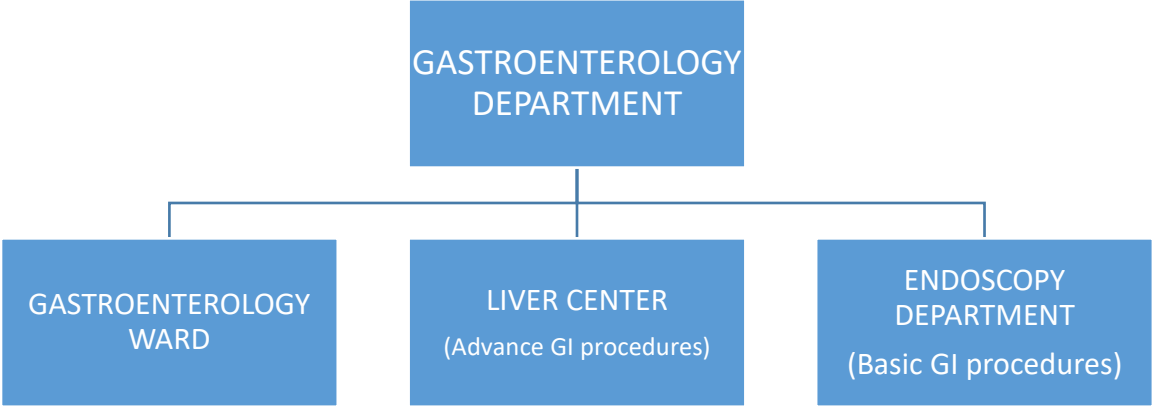 GASTROENTEROLOGY
DEPARTMENT
GASTROENTEROLOGY
WARD
LIVER CENTER
(Advance GI procedures)
ENDOSCOPY
DEPARTMENT
(Basic GI procedures)